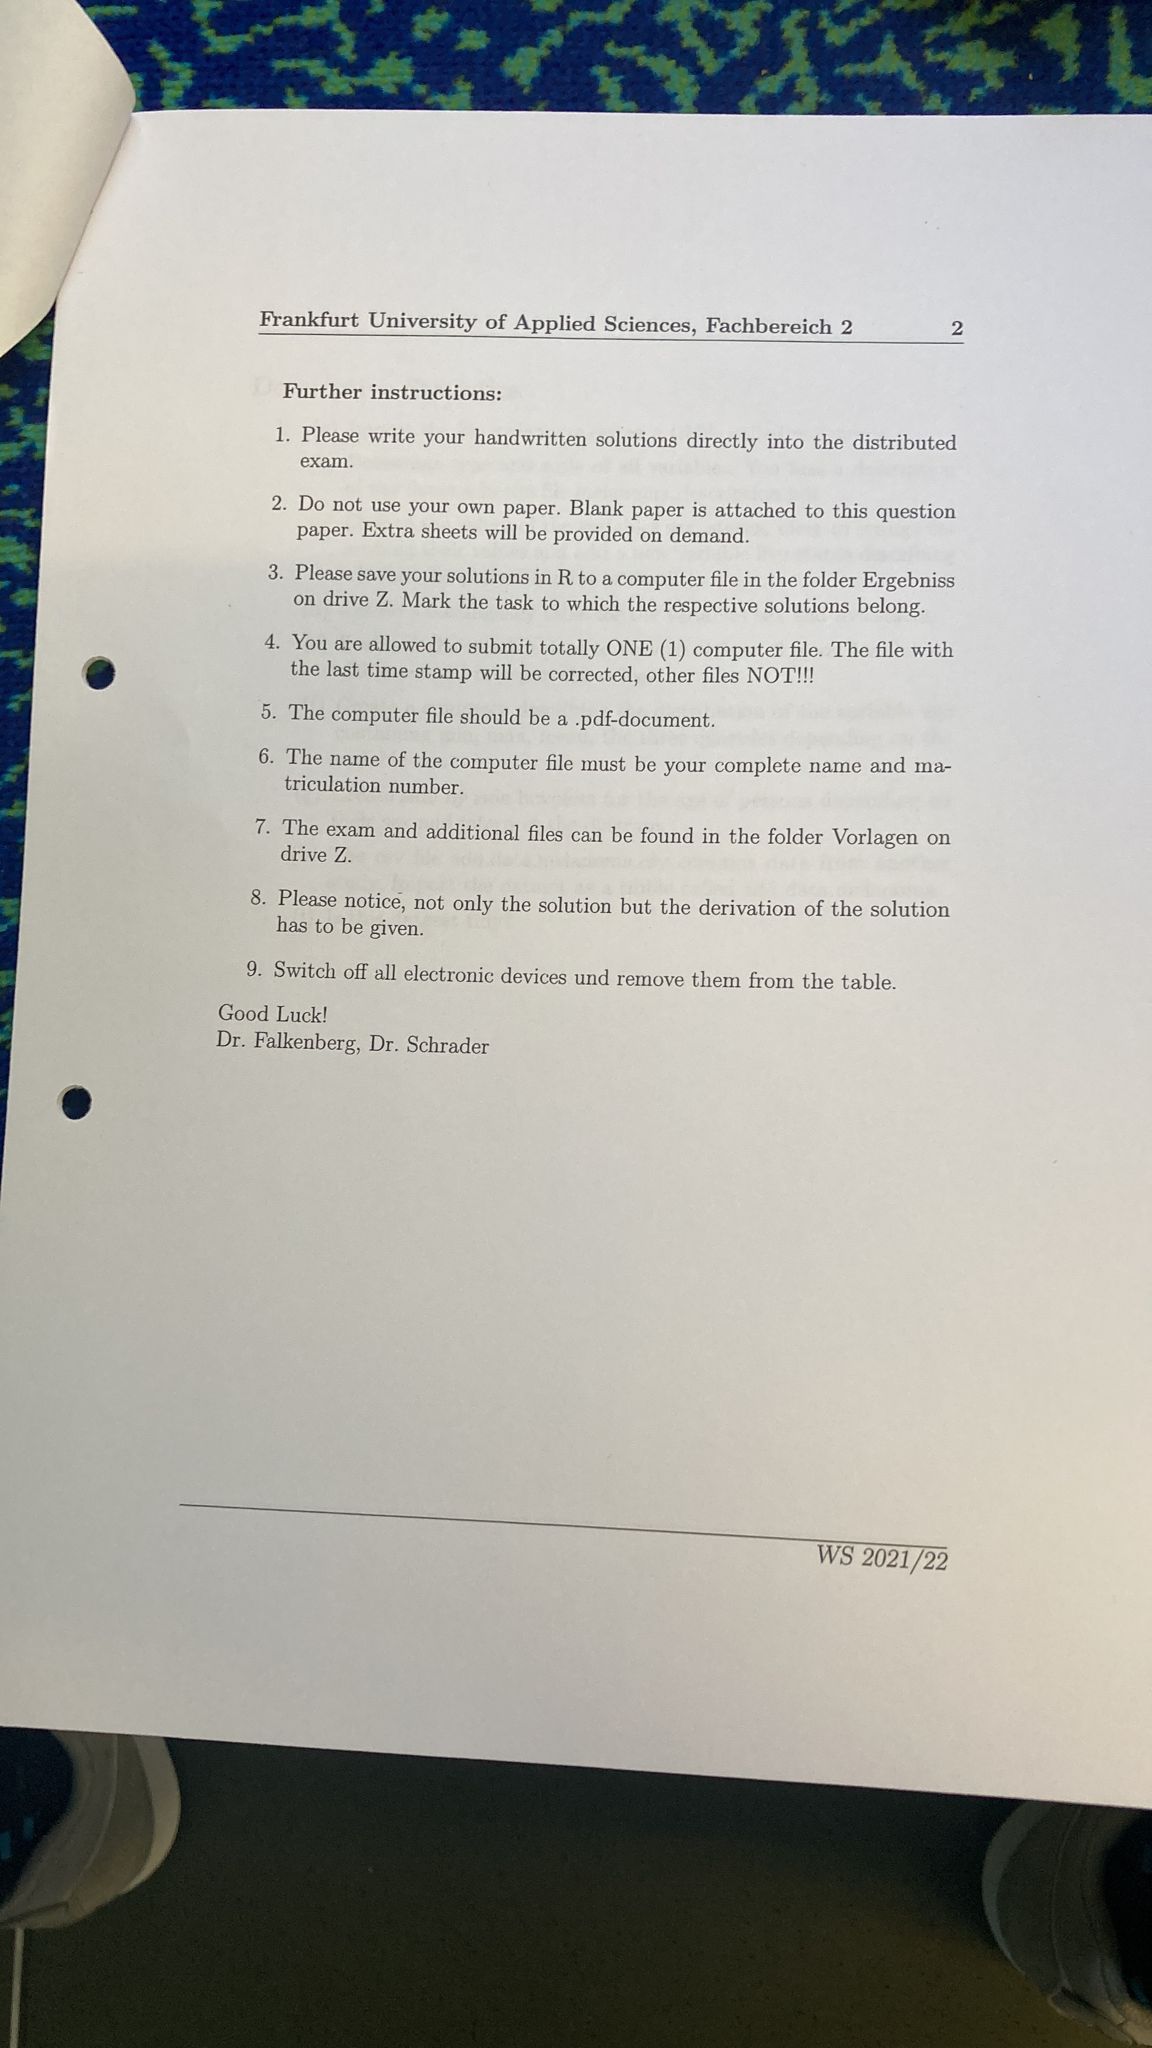 Frankfurt University of Applied Sciences, Fachbereich 2 2
Further instructions:
1. Please write your handwritten solutions directly into the distributed
exam.
2. Do not use your own paper. Blank paper is attached to this question
paper. Extra sheets will be provided on demand.
3. Please save your solutions in R to a computer file in the folder Ergebniss
on drive Z. Mark the task to which the respective solutions belong.
4. You are allowed to submit totally ONE (1) computer file. The file with
the last time stamp will be corrected, other files NOT!!!
5. The computer file should be a .pdf-document.
6. The name of the computer file must be your complete name and ma-
triculation number.
7. The exam and additional files can be found in the folder Vorlagen on
drive Z.
8. Please notice, not only the solution but the derivation of the solution
has to be given.
9. Switch off all electronic devices und remove them from the table.
Good Luck!
Dr. Falkenberg, Dr. Schrader
WS 2021/22